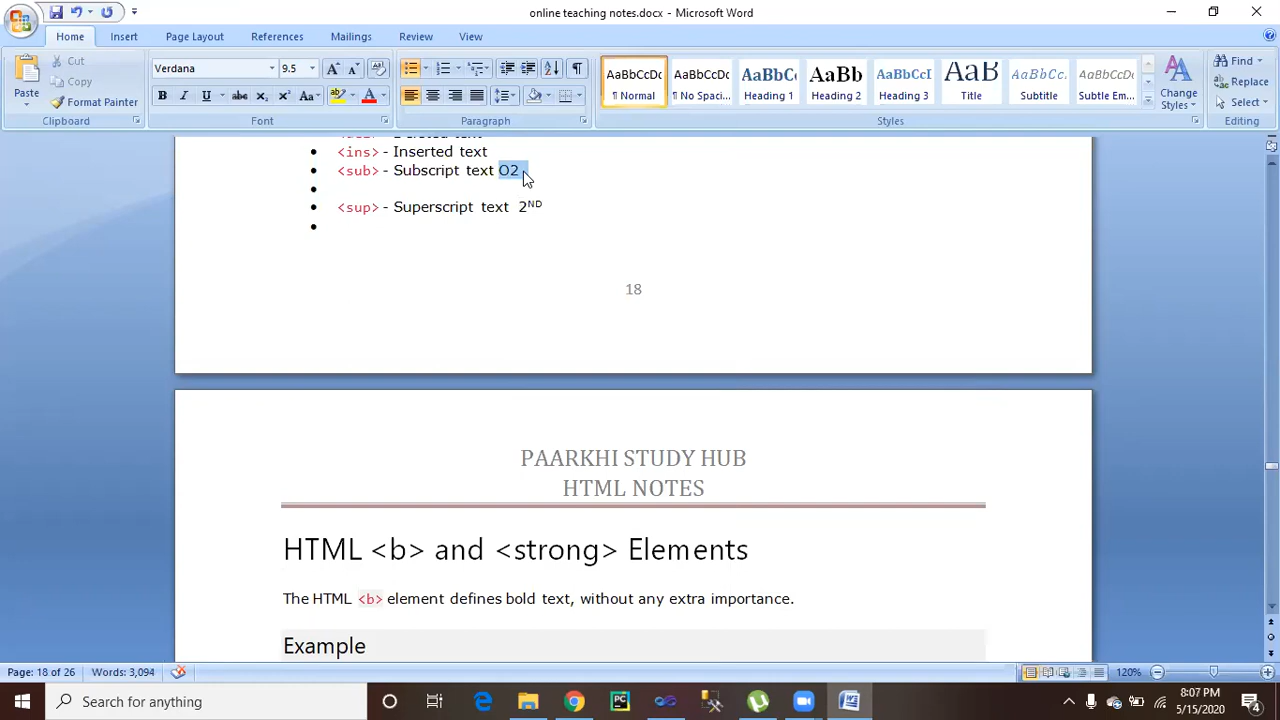 online teaching notes.docx - Microsoft Word
Home Insert Page Layout References Mailings Review View
Paste
Cut
Copy
Format Painter
Clipboard
Verdana 9.5
Font
Paragraph
AaBbCcDc
¶ Normal
AaBbCcDc
¶ No Spaci...
AaBbCc
Heading 1
AaBb
Heading 2
AaBbCcI
Heading 3
AaB
Title
AaBbCcI
Subtitle
AaBbCcDc
Subtle Em...
Change Styles
Styles
Find
Replace
Select
Editing
• <ins> - Inserted text
• <sub> - Subscript text O2
•
• <sup> - Superscript text 2ND
•
18
PAARKHI STUDY HUB
HTML NOTES
HTML <b> and <strong> Elements
The HTML <b> element defines bold text, without any extra importance.
Example
Page: 18 of 26 Words: 3,094 120%
Search for anything
8:07 PM
5/15/2020